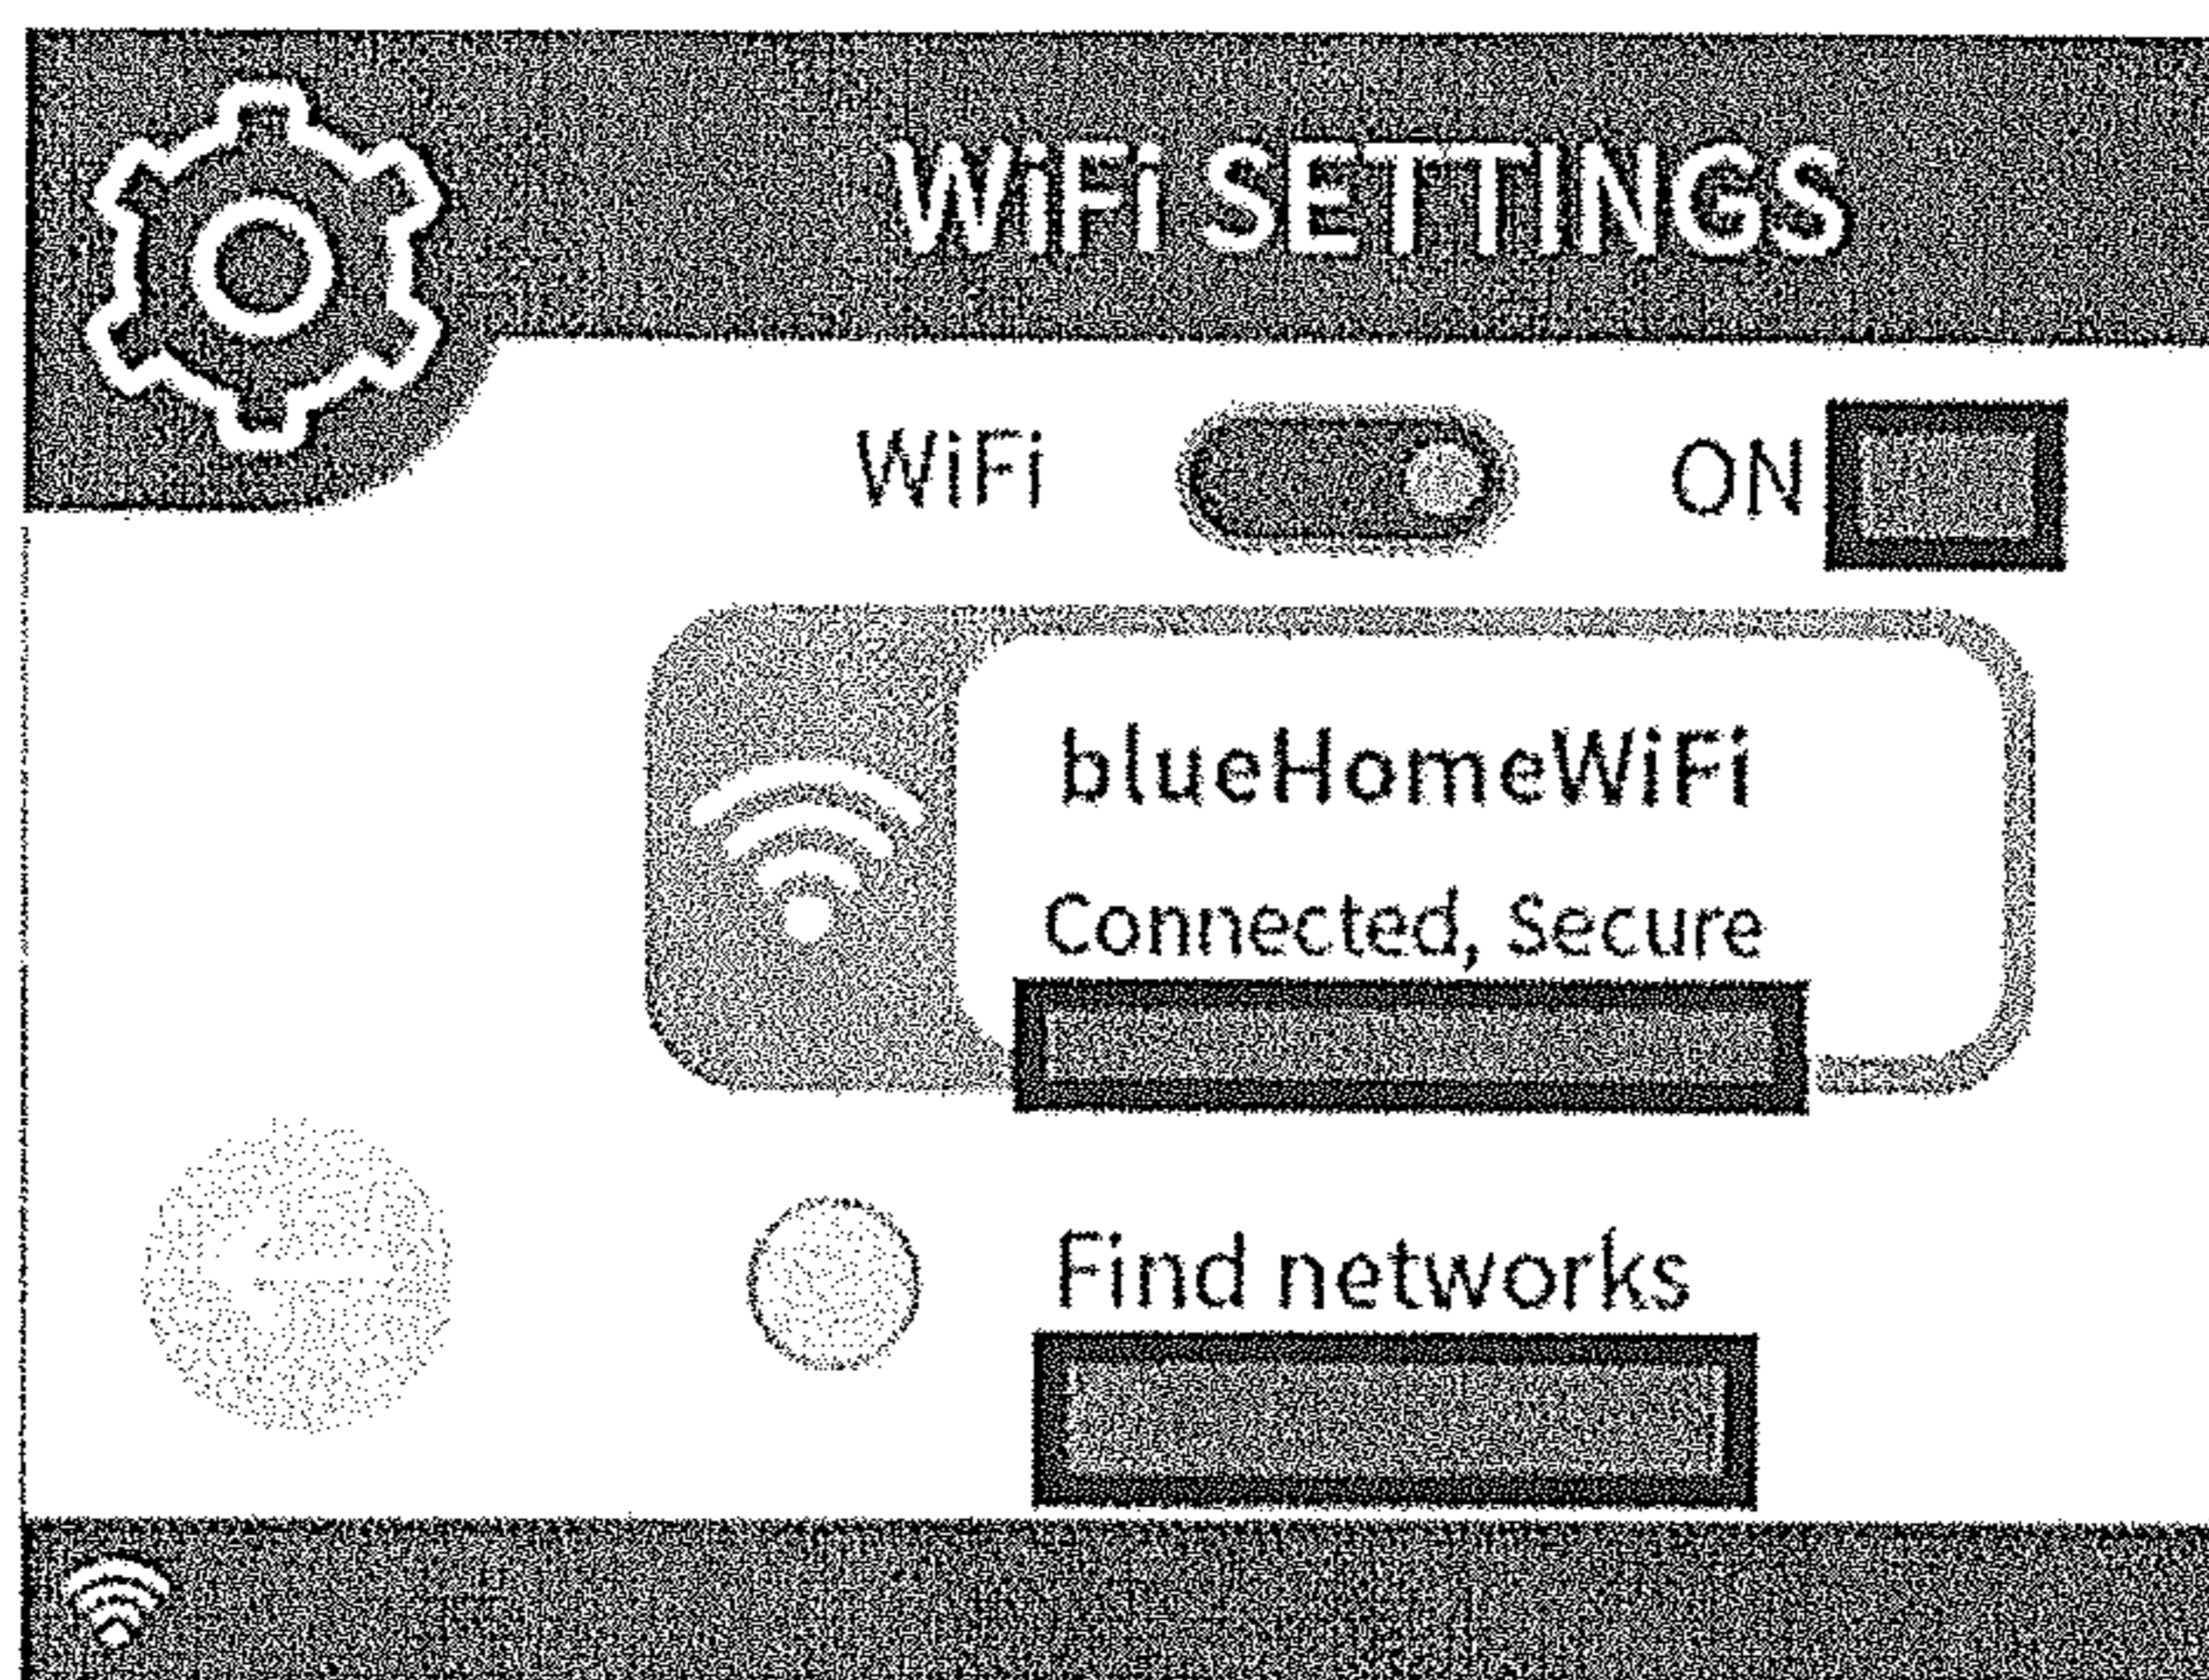 WiFi SETTINGS
WiFi ON
blueHomeWiFi
Connected, Secure
Find networks